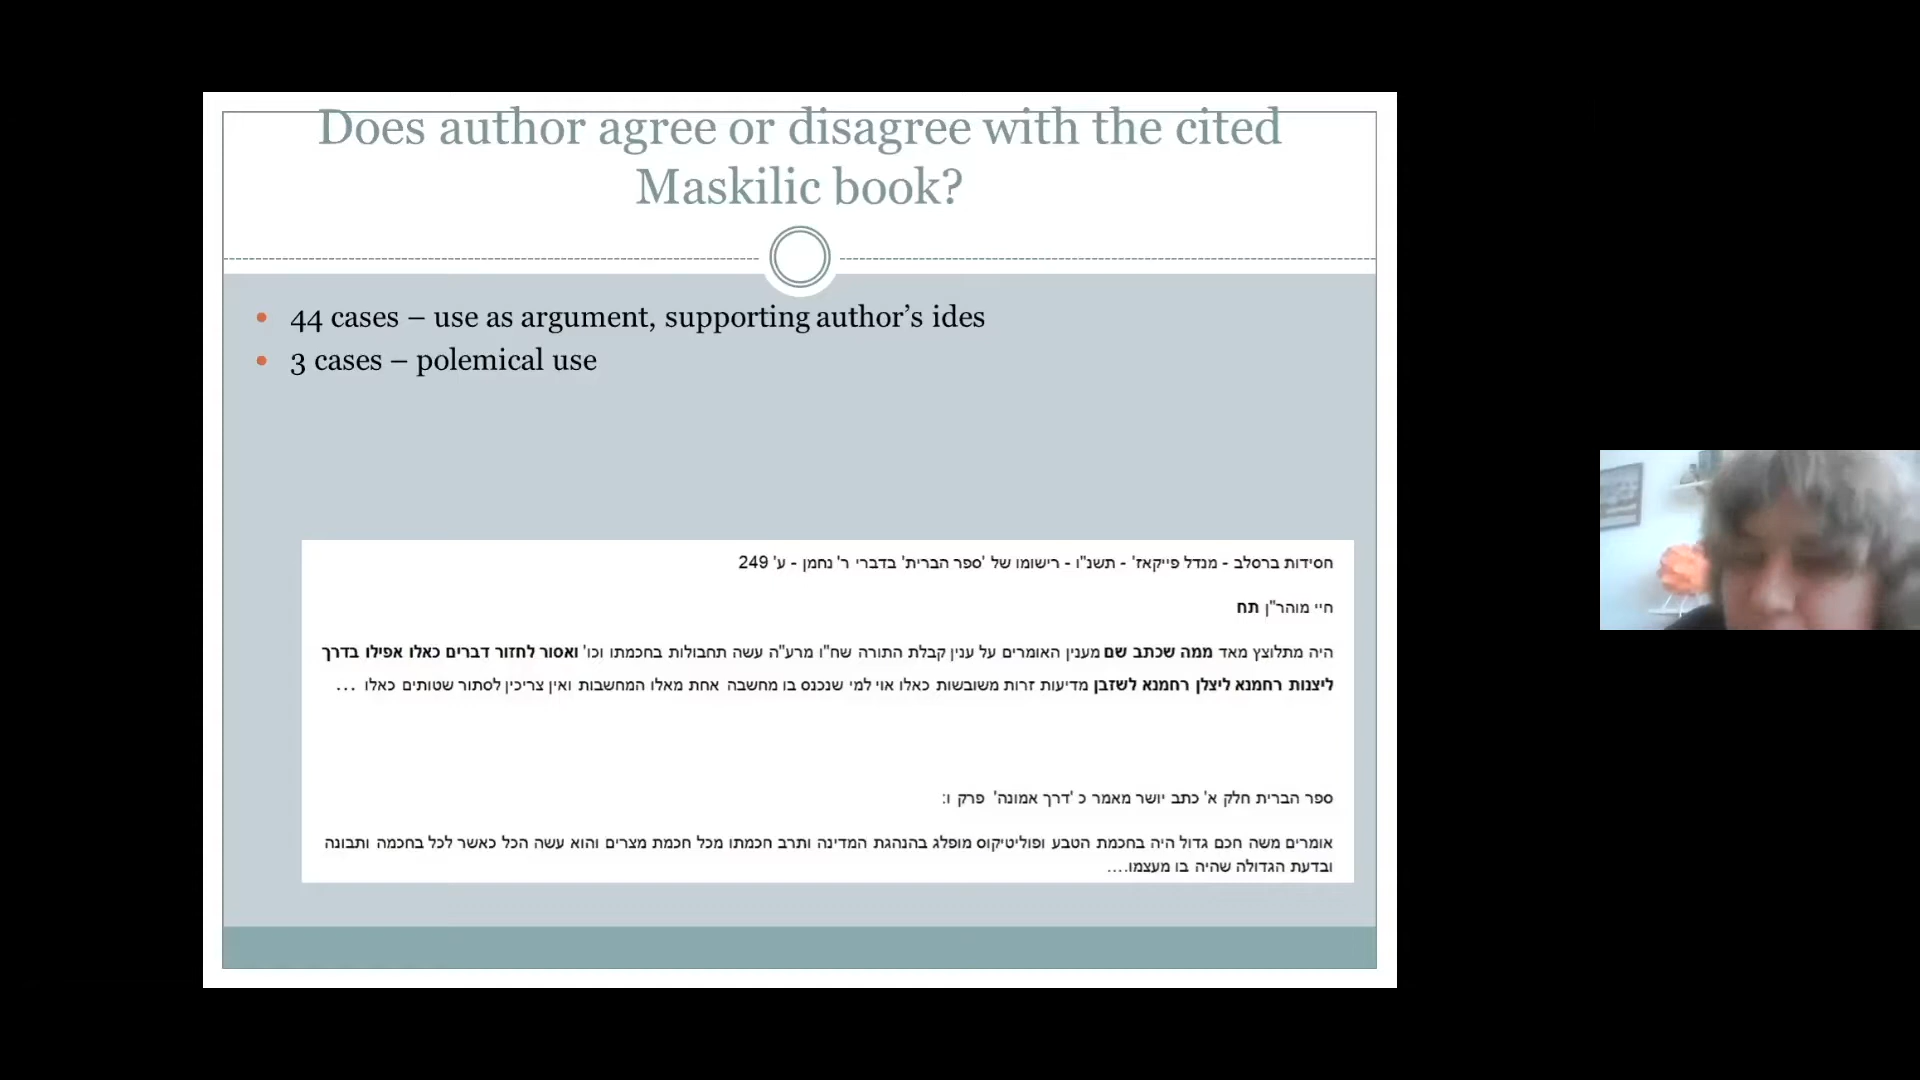 Does author agree or disagree with the cited
Maskilic book?
• 44 cases – use as argument, supporting author's ides
• 3 cases – polemical use
חסידות ברסלב - מנדל פייקאז' - תשנ"ו - רישומו של 'ספר הברית' בדברי ר' נחמן - ע' 249
חיי מוהר"ן תח
היה מתלוצץ מאד ממה שכתב שם מענין האומרים על ענין קבלת התורה שח"ו מרע"ה עשה תחבולות בחכמתו וכו' ואסור לחזור דברים כאלו אפילו בדרך
ליצנות רחמנא ליצלן רחמנא לשזבן מדיעות זרות משובשות כאלו אוי למי שנכנס בו מחשבה אחת מאלו המחשבות ואין צריכין לסתור שטותים כאלו ...
ספר הברית חלק א' כתב יושר מאמר כ 'דרך אמונה' פרק ו:
אומרים משה חכם גדול היה בחכמת הטבע ופוליטיקוס מופלג בהנהגת המדינה ותרב חכמתו מכל חכמת מצרים והוא עשה הכל כאשר לכל בחכמה ותבונה
ובדעת הגדולה שהיה בו מעצמו....